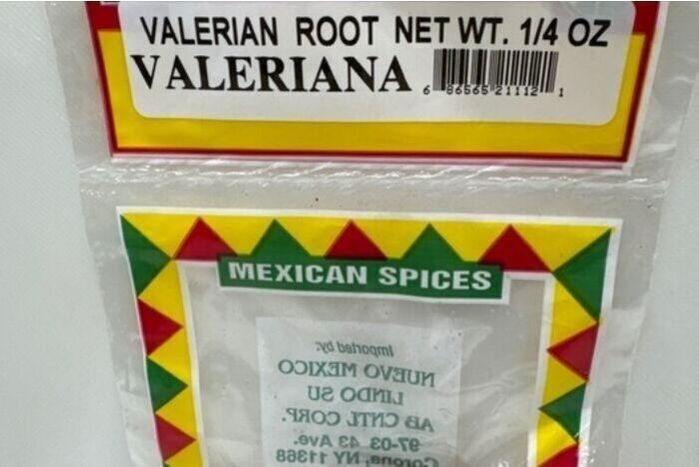 VALERIAN ROOT NET WT. 1/4 OZ
VALERIANA
6 86565 21112 1
MEXICAN SPICES
Imported by:
NUEVO MEXICO
LINDO SU
AB CNTL CORP.
97-03 43 Ave.
Corona, NY 11368